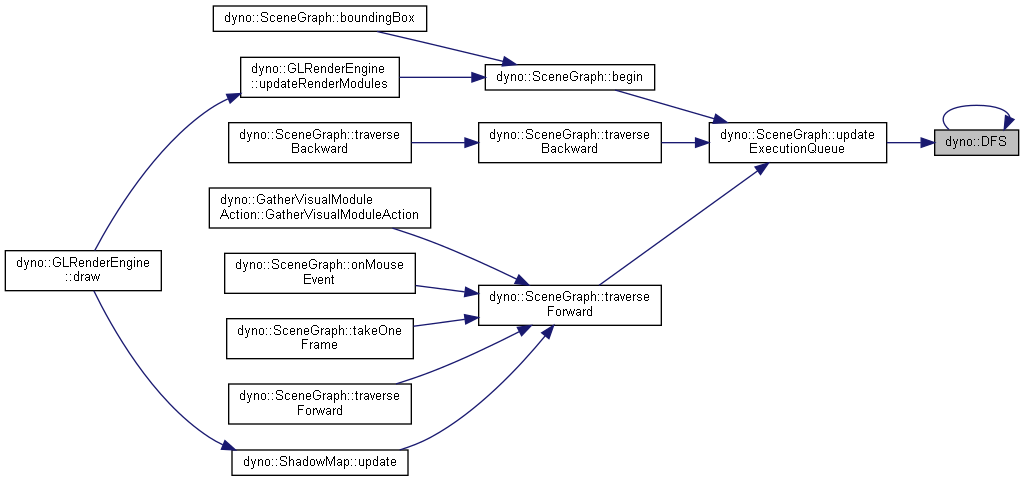 dyno::SceneGraph::boundingBox
dyno::GLRenderEngine
::updateRenderModules
dyno::SceneGraph::begin
dyno::SceneGraph::traverse
Backward
dyno::SceneGraph::traverse
Backward
dyno::SceneGraph::update
ExecutionQueue
dyno::DFS
dyno::GatherVisualModule
Action::GatherVisualModuleAction
dyno::GLRenderEngine
::draw
dyno::SceneGraph::onMouse
Event
dyno::SceneGraph::traverse
Forward
dyno::SceneGraph::takeOne
Frame
dyno::SceneGraph::traverse
Forward
dyno::ShadowMap::update